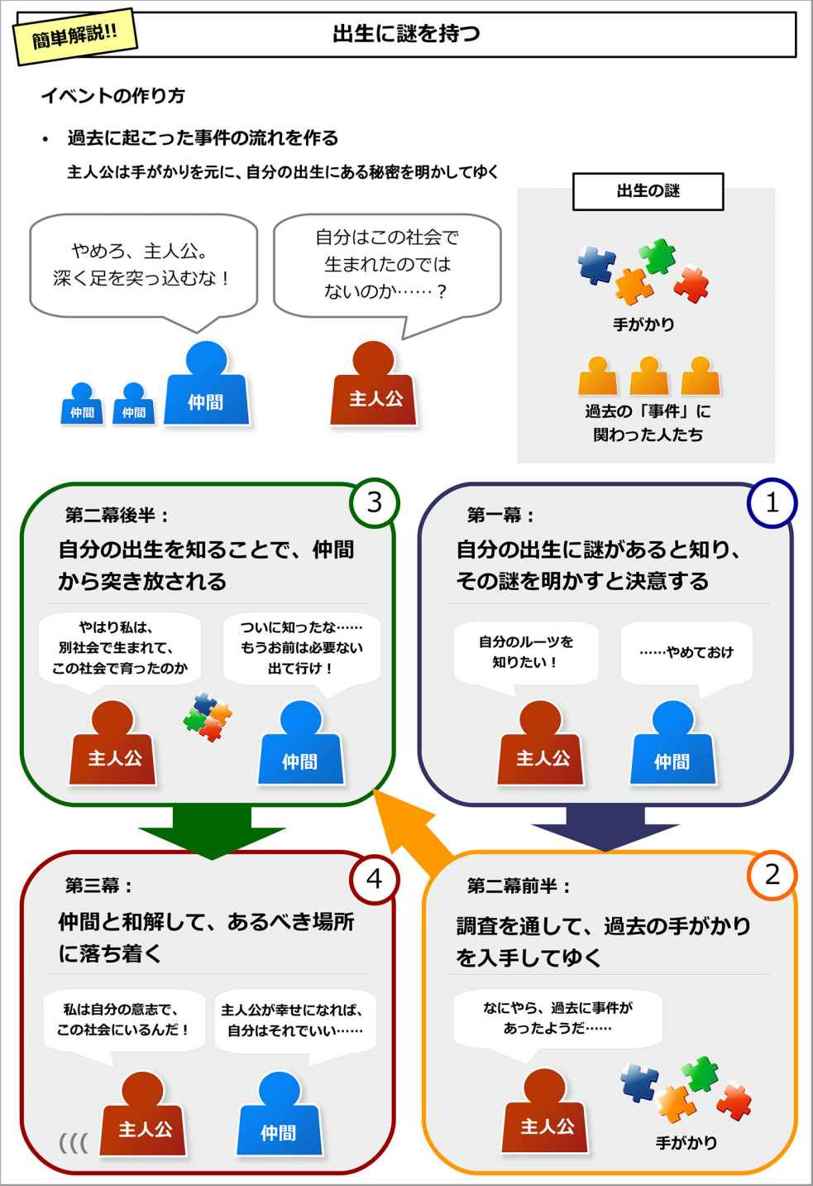 簡単解説!!
出生に謎を持つ
イベントの作り方
• 過去に起こった事件の流れを作る
主人公は手がかりを元に、自分の出生にある秘密を明かしてゆく
やめろ、主人公。
深く足を突っ込むな！
自分はこの社会で
生まれたのでは
ないのか……？
仲間
仲間
仲間
主人公
出生の謎
手がかり
過去の「事件」に
関わった人たち
1
第一幕：
自分の出生に謎があると知り、
その謎を明かすと決意する
自分のルーツを
知りたい！
……やめておけ
主人公
仲間
2
第二幕前半：
調査を通して、過去の手がかり
を入手してゆく
なにやら、過去に事件が
あったようだ……
主人公
手がかり
3
第二幕後半：
自分の出生を知ることで、仲間
から突き放される
やはり私は、
別社会で生まれて、
この社会で育ったのか
ついに知ったな……
もうお前は必要ない
出て行け！
主人公
仲間
4
第三幕：
仲間と和解して、あるべき場所
に落ち着く
私は自分の意志で、
この社会にいるんだ！
主人公が幸せになれば、
自分はそれでいい……
(((
主人公
仲間